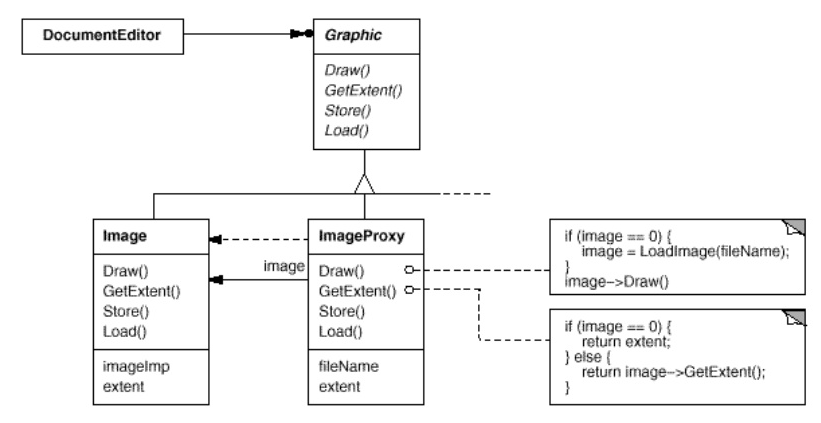 DocumentEditor
Graphic
Draw()
GetExtent()
Store()
Load()
Image
Draw()
GetExtent()
Store()
Load()
imageImp
extent
image
ImageProxy
Draw()
GetExtent()
Store()
Load()
fileName
extent
if (image == 0) {
image = LoadImage(fileName);
}
image->Draw()
if (image == 0) {
return extent;
} else {
return image->GetExtent();
}